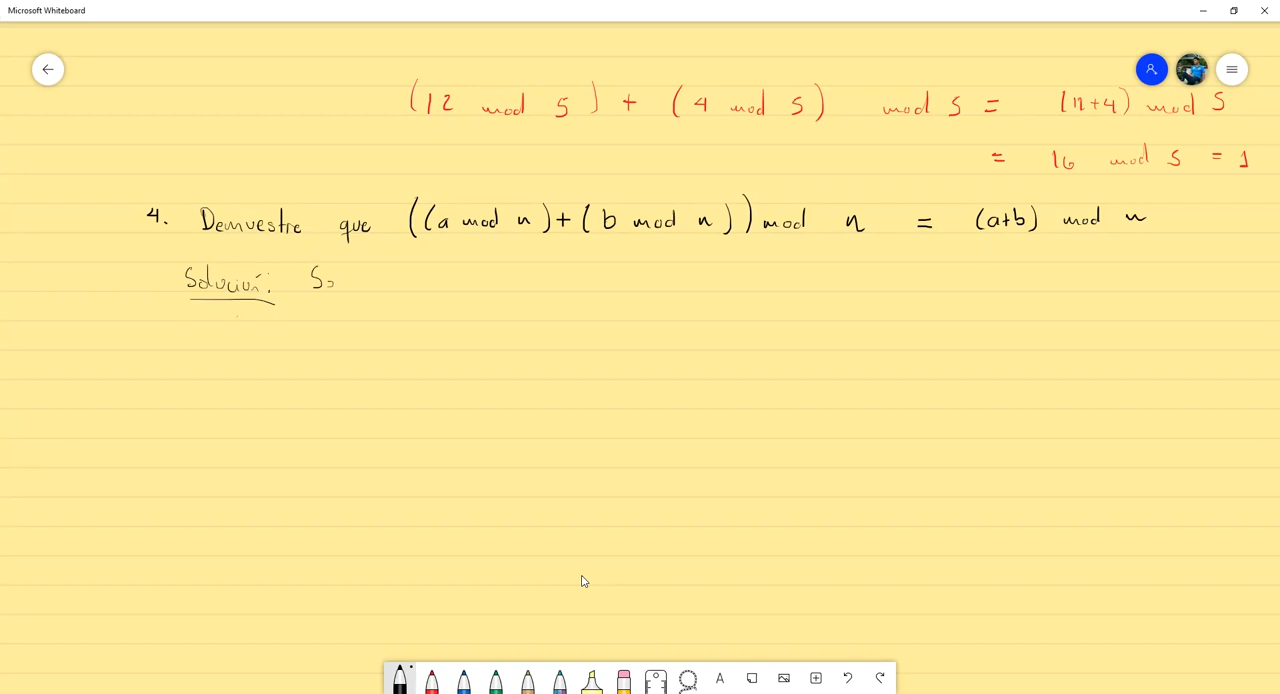 Microsoft Whiteboard
(12 mod 5) + (4 mod 5) mod 5 = (12+4) mod 5
= 16 mod 5 = 1
4. Demuestre que ((a mod n)+(b mod n)) mod n = (a+b) mod n
Solución: